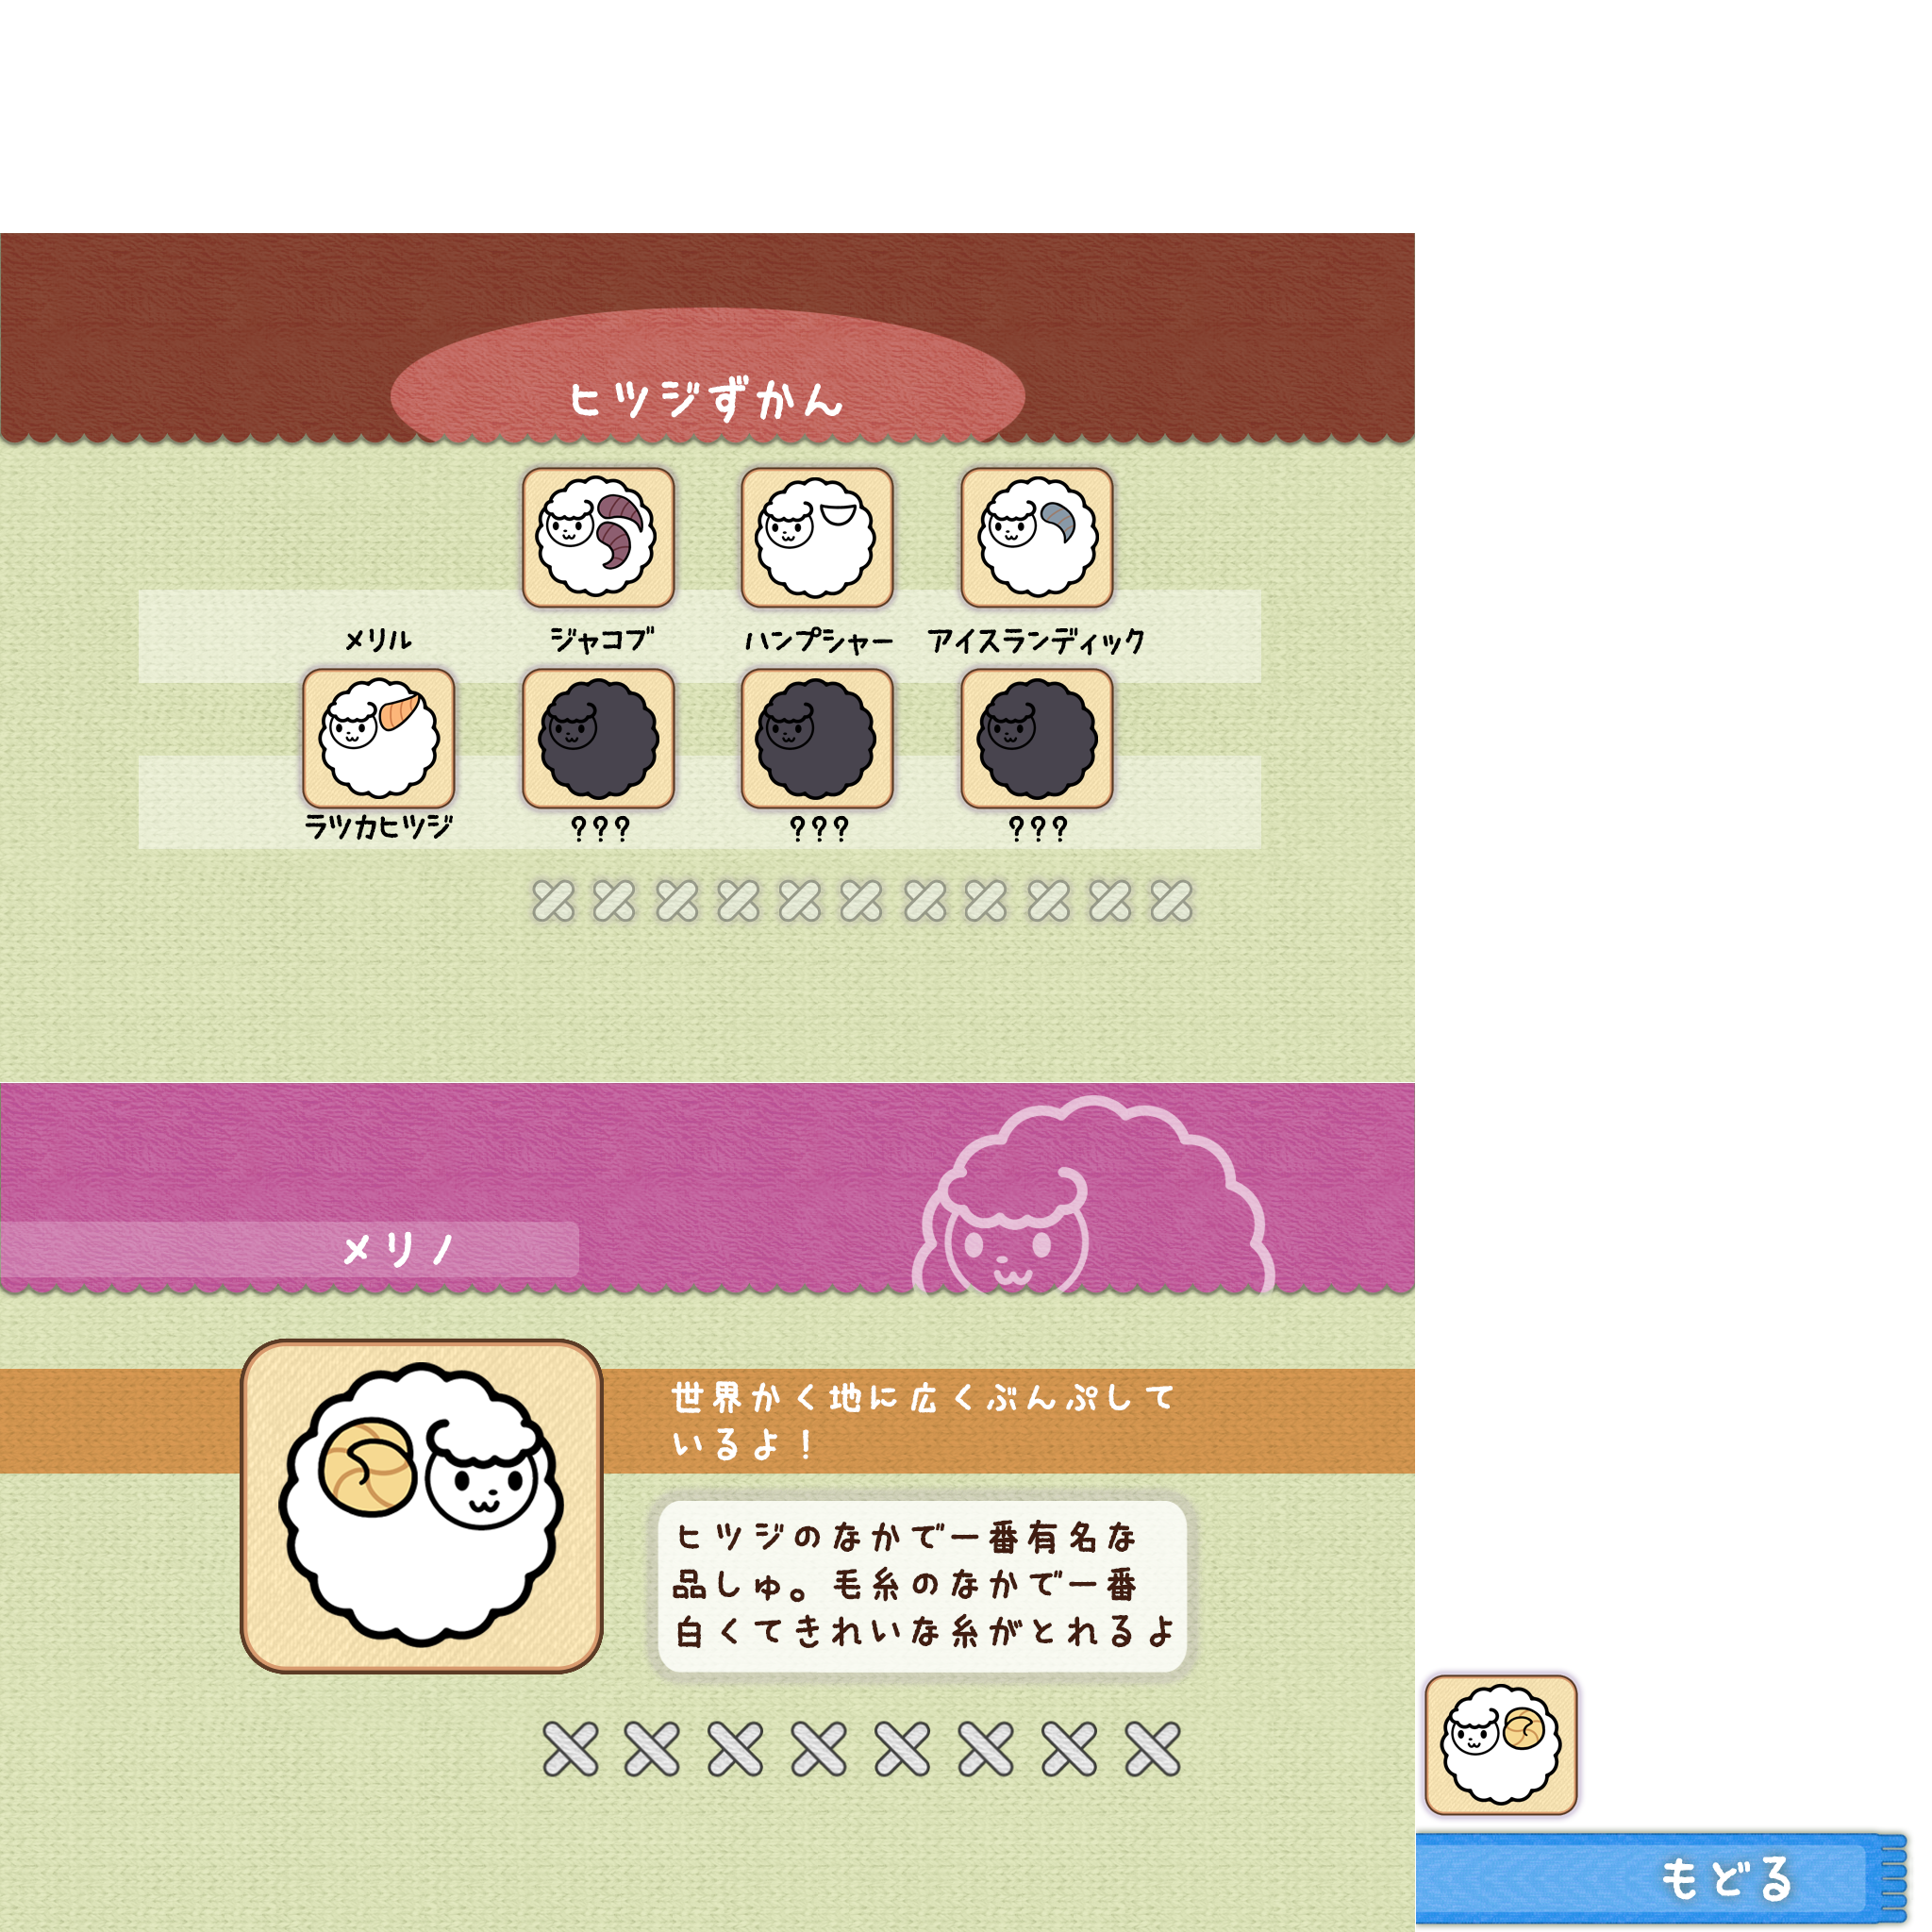 ヒツジずかん
メリル
ジャコブ
ハンプシャー
アイスランディック
ラツカヒツジ
???
???
???
メリノ
世界かく地に広くぶんぷして
いるよ！
ヒツジのなかで一番有名な
品しゅ。毛糸のなかで一番
白くてきれいな糸がとれるよ
もどる